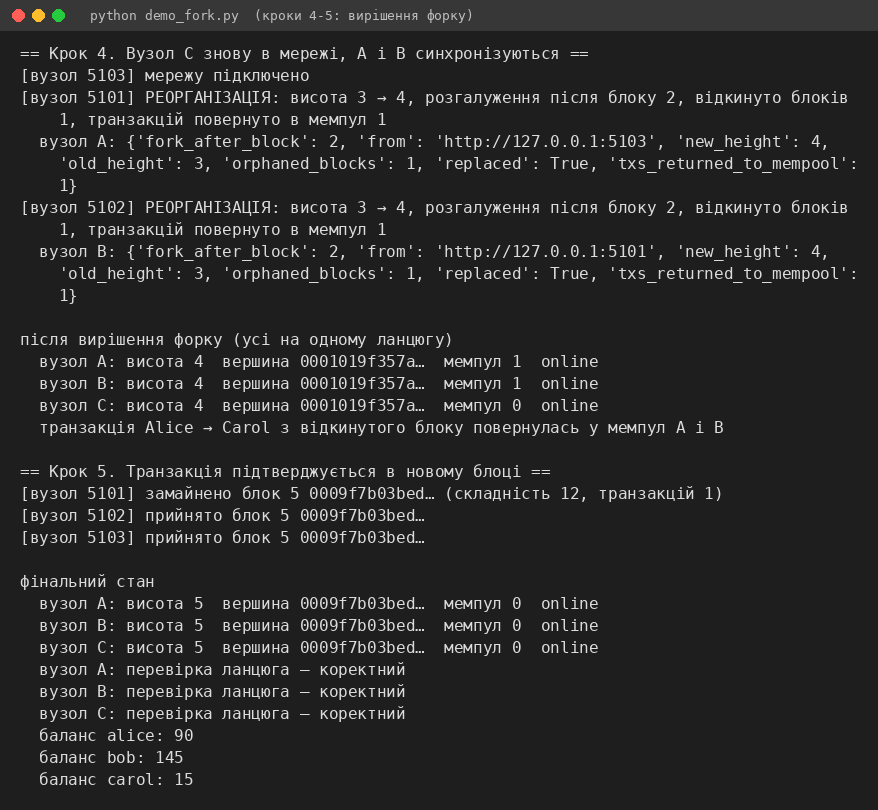 python demo_fork.py  (кроки 4-5: вирішення форку)
== Крок 4. Вузол C знову в мережі, A і B синхронізуються ==
[вузол 5103] мережу підключено
[вузол 5101] РЕОРГАНІЗАЦІЯ: висота 3 → 4, розгалуження після блоку 2, відкинуто блоків
1, транзакцій повернуто в мемпул 1
вузол A: {'fork_after_block': 2, 'from': 'http://127.0.0.1:5103', 'new_height': 4,
'old_height': 3, 'orphaned_blocks': 1, 'replaced': True, 'txs_returned_to_mempool':
1}
[вузол 5102] РЕОРГАНІЗАЦІЯ: висота 3 → 4, розгалуження після блоку 2, відкинуто блоків
1, транзакцій повернуто в мемпул 1
вузол B: {'fork_after_block': 2, 'from': 'http://127.0.0.1:5101', 'new_height': 4,
'old_height': 3, 'orphaned_blocks': 1, 'replaced': True, 'txs_returned_to_mempool':
1}
після вирішення форку (усі на одному ланцюгу)
вузол A: висота 4  вершина 0001019f357a…  мемпул 1  online
вузол B: висота 4  вершина 0001019f357a…  мемпул 1  online
вузол C: висота 4  вершина 0001019f357a…  мемпул 0  online
транзакція Alice → Carol з відкинутого блоку повернулась у мемпул A і B
== Крок 5. Транзакція підтверджується в новому блоці ==
[вузол 5101] замайнено блок 5 0009f7b03bed… (складність 12, транзакцій 1)
[вузол 5102] прийнято блок 5 0009f7b03bed…
[вузол 5103] прийнято блок 5 0009f7b03bed…
фінальний стан
вузол A: висота 5  вершина 0009f7b03bed…  мемпул 0  online
вузол B: висота 5  вершина 0009f7b03bed…  мемпул 0  online
вузол C: висота 5  вершина 0009f7b03bed…  мемпул 0  online
вузол A: перевірка ланцюга — коректний
вузол B: перевірка ланцюга — коректний
вузол C: перевірка ланцюга — коректний
баланс alice: 90
баланс bob: 145
баланс carol: 15